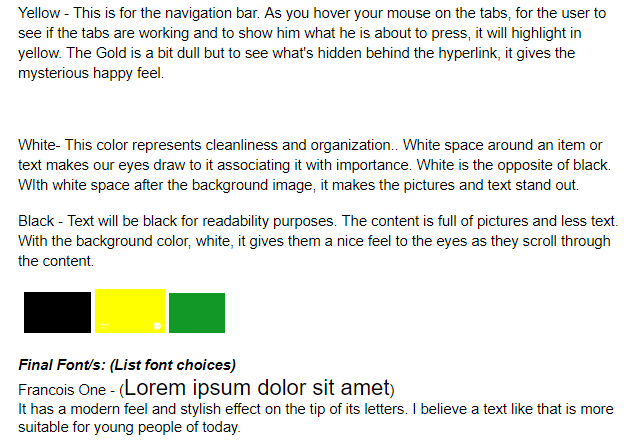 Yellow - This is for the navigation bar. As you hover your mouse on the tabs, for the user to
see if the tabs are working and to show him what he is about to press, it will highlight in
yellow. The Gold is a bit dull but to see what's hidden behind the hyperlink, it gives the
mysterious happy feel.
White- This color represents cleanliness and organization.. White space around an item or
text makes our eyes draw to it associating it with importance. White is the opposite of black.
WIth white space after the background image, it makes the pictures and text stand out.
Black - Text will be black for readability purposes. The content is full of pictures and less text.
With the background color, white, it gives them a nice feel to the eyes as they scroll through
the content.
Final Font/s: (List font choices)
Francois One - (Lorem ipsum dolor sit amet)
It has a modern feel and stylish effect on the tip of its letters. I believe a text like that is more
suitable for young people of today.